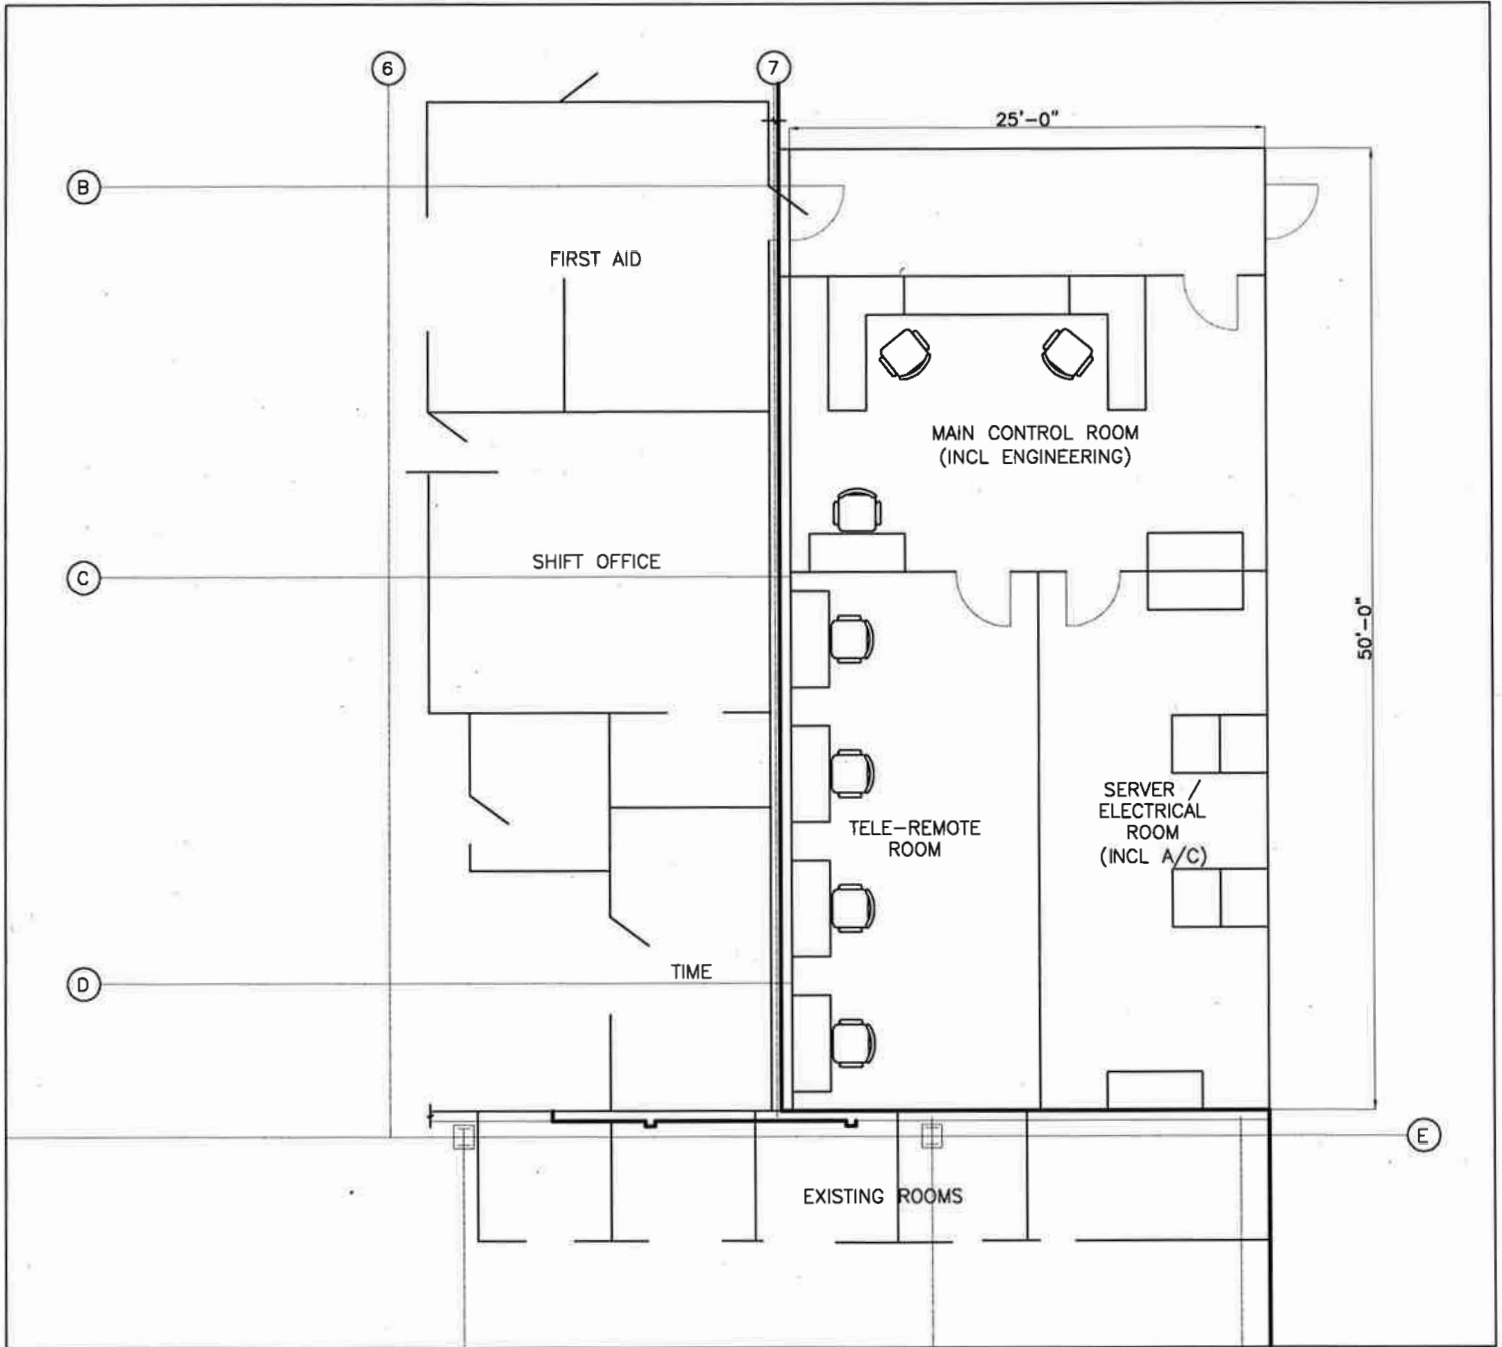 6
7
25'-0"
B
FIRST AID
MAIN CONTROL ROOM
(INCL ENGINEERING)
SHIFT OFFICE
C
50'-0"
SERVER /
ELECTRICAL
ROOM
(INCL A/C)
TELE-REMOTE
ROOM
TIME
D
E
EXISTING ROOMS